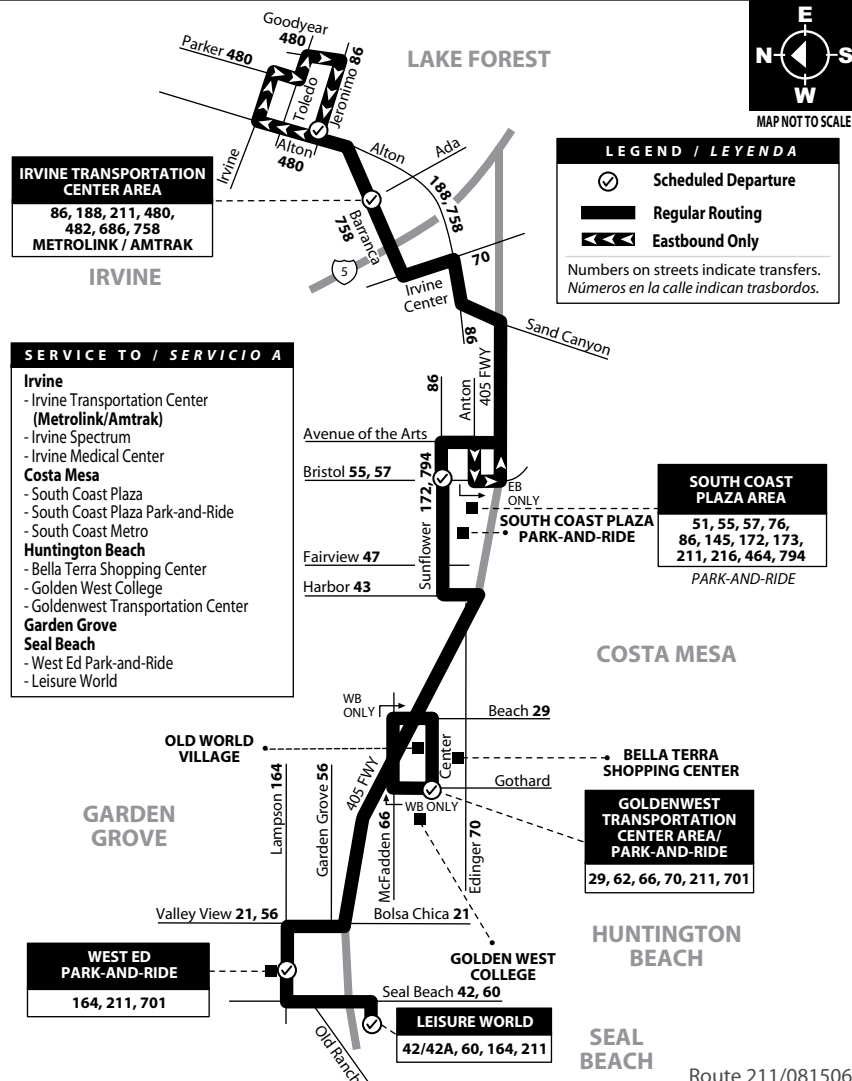 Goodyear
480
Parker 480
Toledo
Jeronimo 86
Alton
480
Irvine
LAKE FOREST
E
N
S
W
MAP NOT TO SCALE
LEGEND / LEYENDA
Scheduled Departure
Regular Routing
Eastbound Only
Numbers on streets indicate transfers.
Números en la calle indican trasbordos.
IRVINE TRANSPORTATION
CENTER AREA
86, 188, 211, 480,
482, 686, 758
METROLINK / AMTRAK
IRVINE
Alton
Ada
188, 758
Barranca
758
5
70
Irvine
Center
86
Sand Canyon
SERVICE TO / SERVICIO A
Irvine
- Irvine Transportation Center
(Metrolink/Amtrak)
- Irvine Spectrum
- Irvine Medical Center
Costa Mesa
- South Coast Plaza
- South Coast Plaza Park-and-Ride
- South Coast Metro
Huntington Beach
- Bella Terra Shopping Center
- Golden West College
- Goldenwest Transportation Center
Garden Grove
Seal Beach
- West Ed Park-and-Ride
- Leisure World
86
Anton
405 FWY
Avenue of the Arts
Bristol 55, 57
172, 794
EB
ONLY
SOUTH COAST PLAZA
PARK-AND-RIDE
SOUTH COAST
PLAZA AREA
51, 55, 57, 76,
86, 145, 172, 173,
211, 216, 464, 794
PARK-AND-RIDE
Fairview 47
Sunflower
Harbor 43
COSTA MESA
WB
ONLY
Beach 29
OLD WORLD
VILLAGE
Center
BELLA TERRA
SHOPPING CENTER
Gothard
405 FWY
WB ONLY
GARDEN
GROVE
Lampson 164
Garden Grove 56
McFadden 66
Edinger 70
GOLDENWEST
TRANSPORTATION
CENTER AREA/
PARK-AND-RIDE
29, 62, 66, 70, 211, 701
Valley View 21, 56
Bolsa Chica 21
HUNTINGTON
BEACH
GOLDEN WEST
COLLEGE
WEST ED
PARK-AND-RIDE
164, 211, 701
Seal Beach 42, 60
Old Ranch
LEISURE WORLD
42/42A, 60, 164, 211
SEAL
BEACH
Route 211/081506